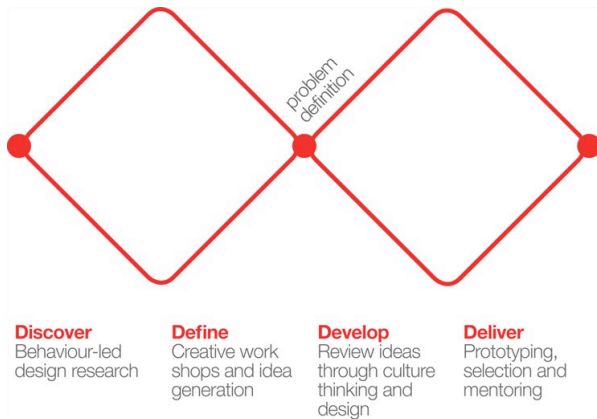 problem
definition
Discover
Behaviour-led
design research
Define
Creative work
shops and idea
generation
Develop
Review ideas
through culture
thinking and
design
Deliver
Prototyping,
selection and
mentoring